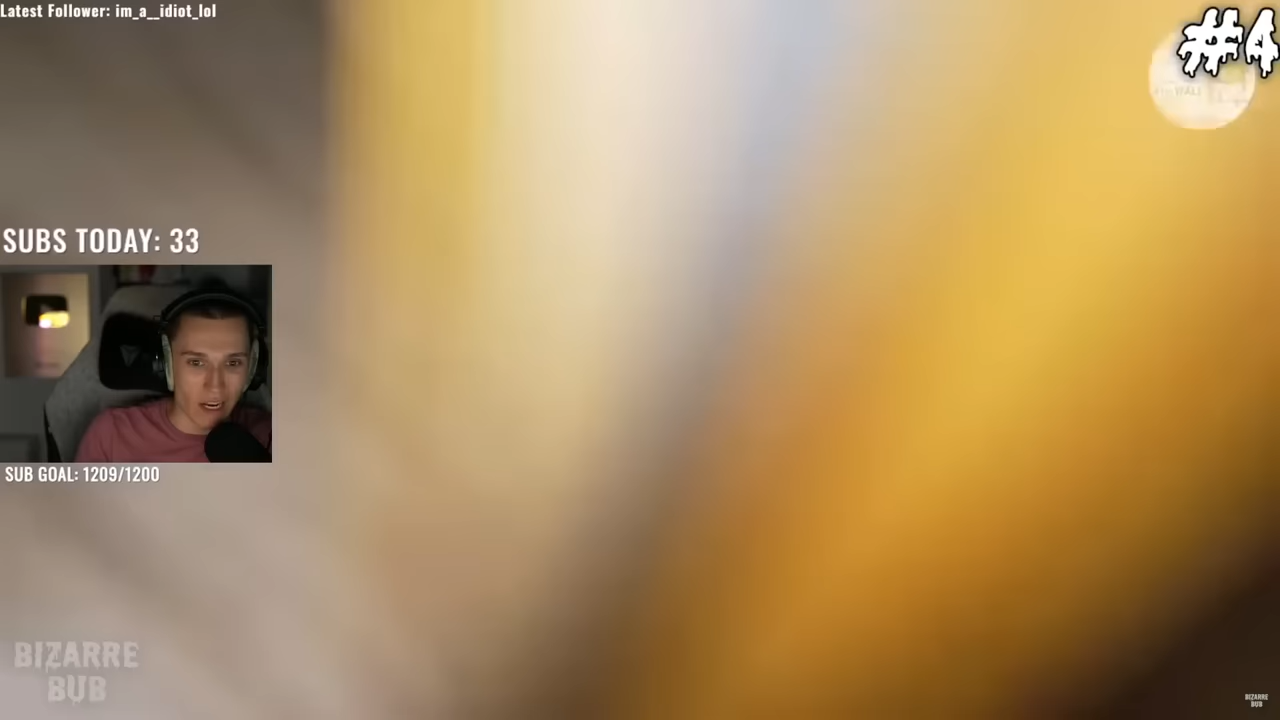 Latest Follower: im_a__idiot_lol
#4
SUBS TODAY: 33
SUB GOAL: 1209/1200
BIZARRE
BUB
BIZARRE
BUB